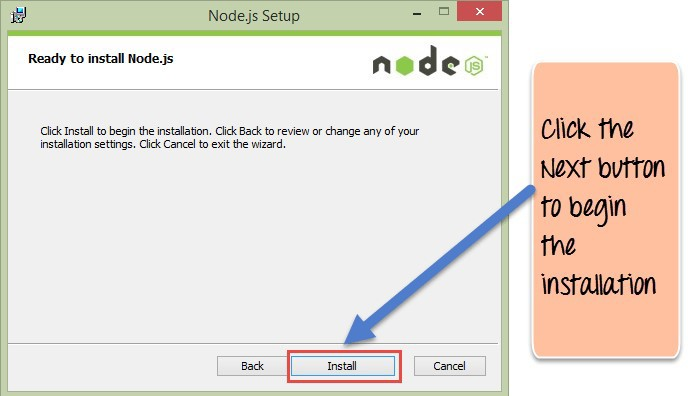 Node.js Setup
Ready to install Node.js
node
JS
Click Install to begin the installation. Click Back to review or change any of your
installation settings. Click Cancel to exit the wizard.
Back
Install
Cancel
Click the
Next button
to begin
the
installation